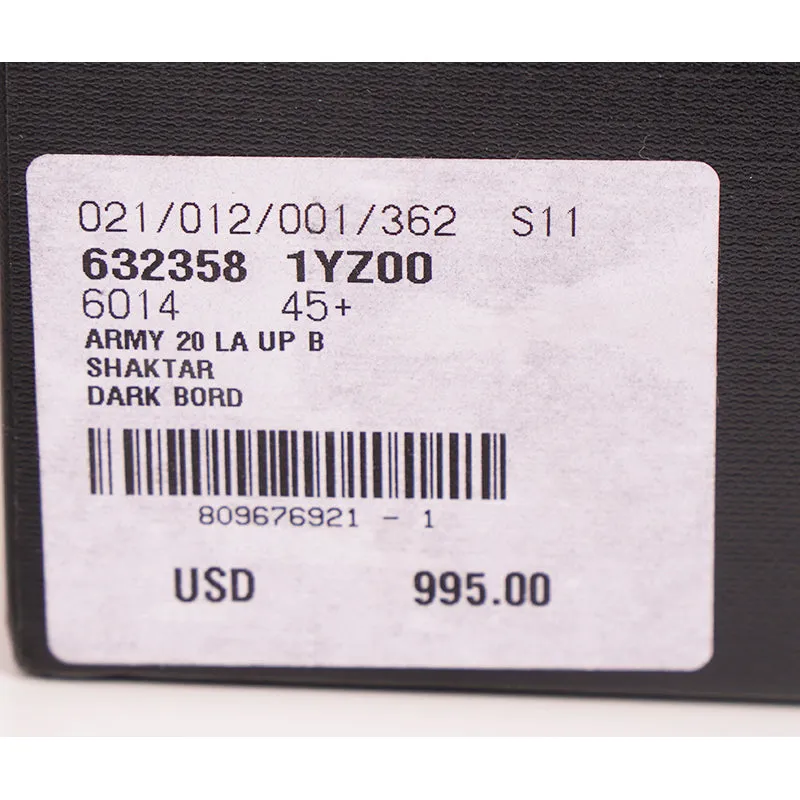 021/012/001/362 S11
632358 1YZ00
6014 45+
ARMY 20 LA UP B
SHAKTAR
DARK BORD
809676921 - 1
USD 995.00